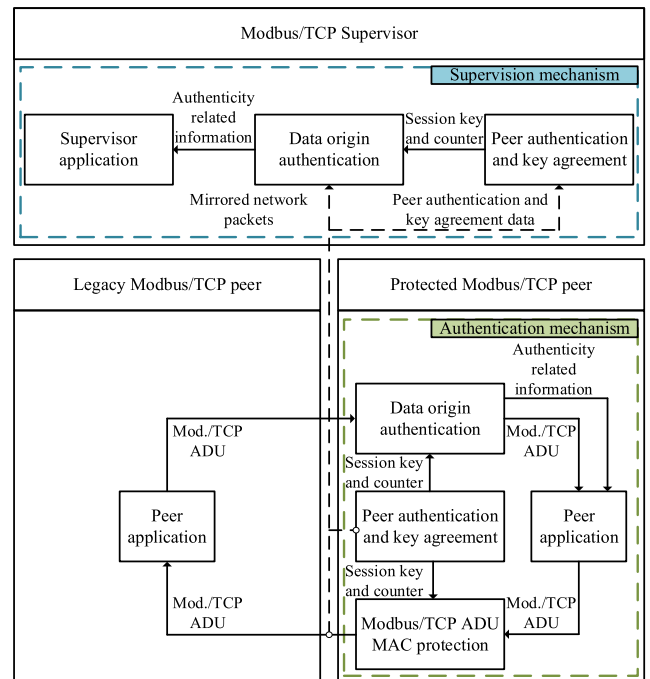 Modbus/TCP Supervisor
Supervision mechanism
Supervisor
application
Authenticity
related
information
Data origin
authentication
Session key
and counter
Peer authentication
and key agreement
Mirrored network
packets
Peer authentication and
key agreement data
Legacy Modbus/TCP peer
Protected Modbus/TCP peer
Authentication mechanism
Authenticity
related
information
Data origin
authentication
Mod./TCP
ADU
Mod./TCP
ADU
Session key
and counter
Peer
application
Peer authentication
and key agreement
Peer
application
Session key
and counter
Mod./TCP
ADU
Modbus/TCP ADU
MAC protection
Mod./TCP
ADU